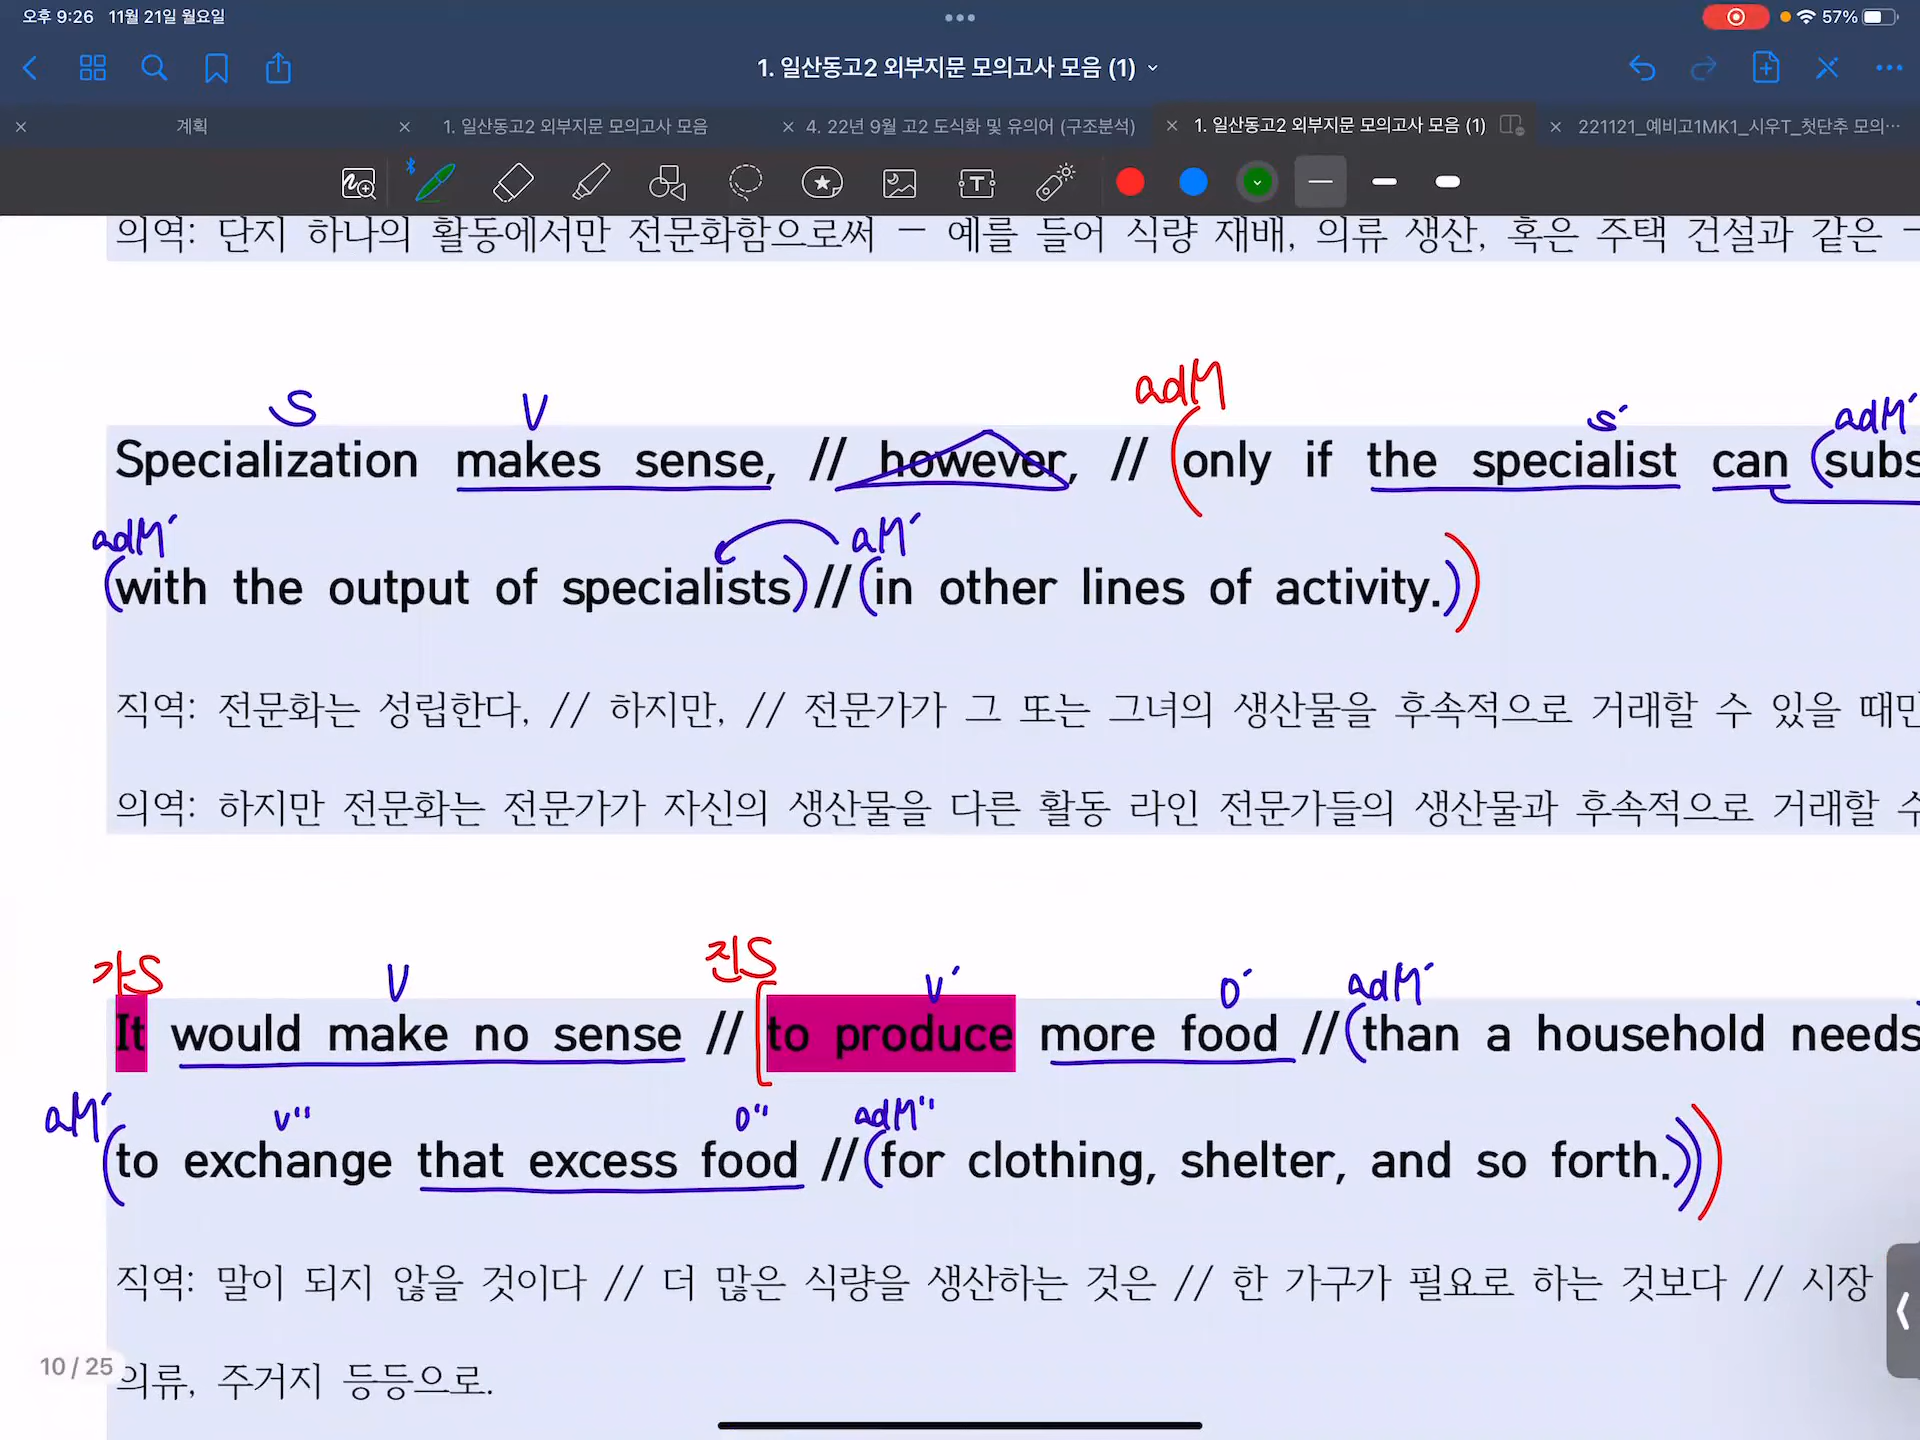 오후 9:26 11월 21일 월요일
57%
1. 일산동고2 외부지문 모의고사 모음 (1)
계획
1. 일산동고2 외부지문 모의고사 모음
4. 22년 9월 고2 도식화 및 유의어 (구조분석)
1. 일산동고2 외부지문 모의고사 모음 (1)
221121_예비고1MK1_시우T_첫단추 모의…
의역: 단지 하나의 활동에서만 전문화함으로써 – 예를 들어 식량 재배, 의류 생산, 혹은 주택 건설과 같은 –
S V adM s´ adM´
Specialization makes sense, // however, // (only if the specialist can (subs
adM´ aM´
(with the output of specialists) // (in other lines of activity.))
직역: 전문화는 성립한다, // 하지만, // 전문가가 그 또는 그녀의 생산물을 후속적으로 거래할 수 있을 때만
의역: 하지만 전문화는 전문가가 자신의 생산물을 다른 활동 라인 전문가들의 생산물과 후속적으로 거래할 수
가S V 진S v´ o´ adM´
It would make no sense // [to produce more food // (than a household needs
aM´ v´´ o´´ adM´´
(to exchange that excess food // (for clothing, shelter, and so forth.)))
직역: 말이 되지 않을 것이다 // 더 많은 식량을 생산하는 것은 // 한 가구가 필요로 하는 것보다 // 시장
의류, 주거지 등등으로.
10 / 25